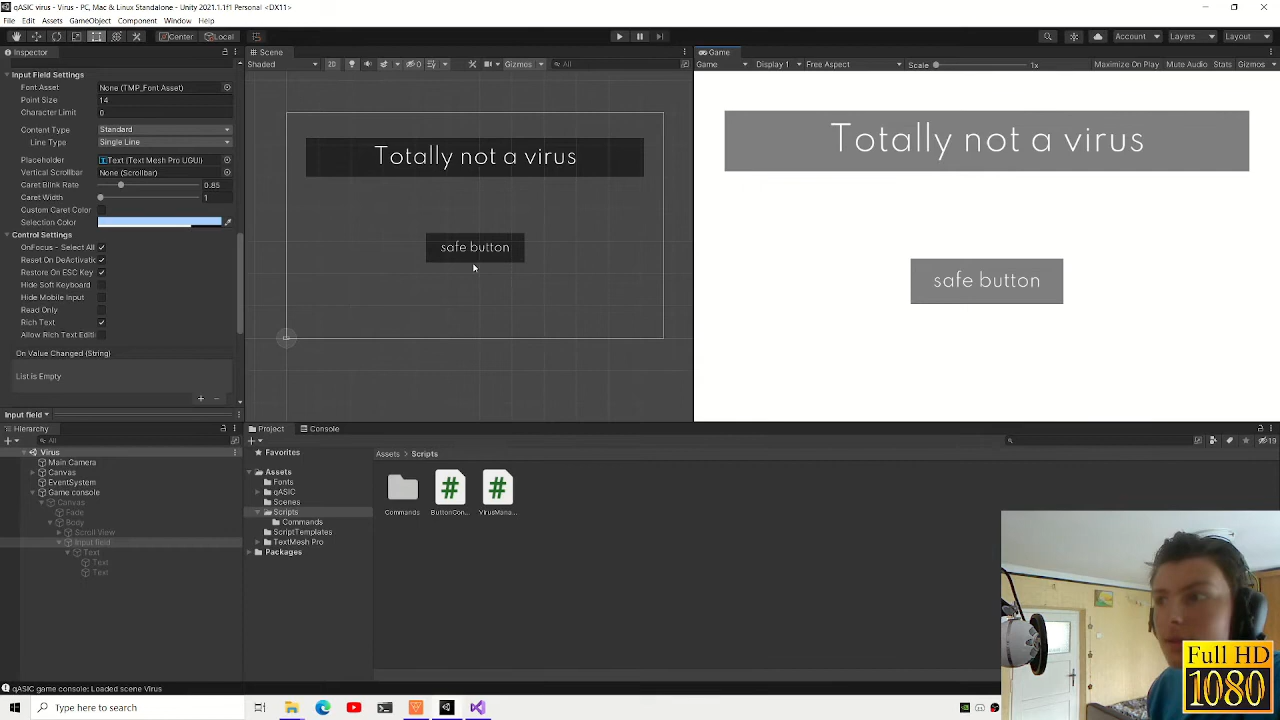 qASIC virus - Virus - PC, Mac & Linux Standalone - Unity 2021.1.1f1 Personal <DX11>
File Edit Assets GameObject Component Window Help
Center Local Account Layers Layout
Inspector
Input Field Settings
Font Asset None (TMP_Font Asset)
Point Size 14
Character Limit 0
Content Type Standard
Line Type Single Line
Placeholder Text (Text Mesh Pro UGUI)
Vertical Scrollbar None (Scrollbar)
Caret Blink Rate 0.85
Caret Width 1
Custom Caret Color
Selection Color
Control Settings
OnFocus - Select All
Reset On DeActivatio
Restore On ESC Key
Hide Soft Keyboard
Hide Mobile Input
Read Only
Rich Text
Allow Rich Text Editi
On Value Changed (String)
List is Empty
Input field
Scene
Shaded 2D 0 Gizmos All
Totally not a virus
safe button
Game
Game Display 1 Free Aspect Scale 1x Maximize On Play Mute Audio Stats Gizmos
Totally not a virus
safe button
Hierarchy
All
Virus
Main Camera
Canvas
EventSystem
Game console
Canvas
Fade
Body
Scroll View
Input field
Text
Text
Text
Project Console
19
Favorites
Assets
Fonts
qASIC
Scenes
Scripts
Commands
ScriptTemplates
TextMesh Pro
Packages
Assets > Scripts
Commands ButtonCon... VirusMana...
qASIC game console: Loaded scene Virus
Type here to search
Full HD
1080